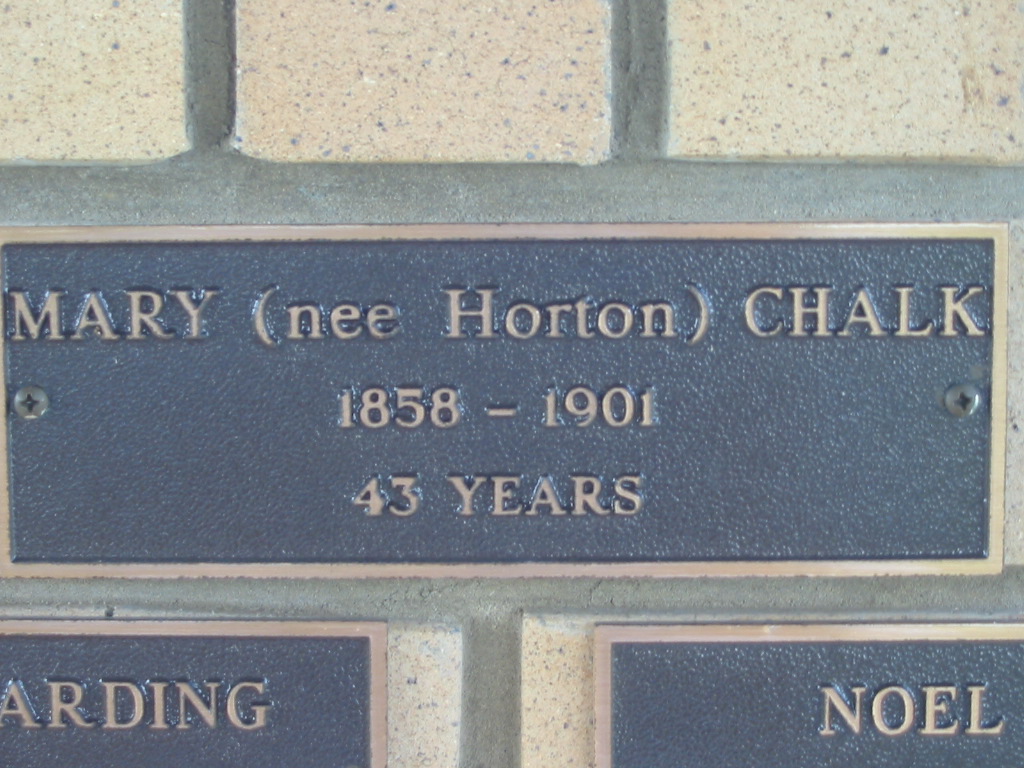 MARY (nee Horton) CHALK
1858 - 1901
43 YEARS
ARDING
NOEL